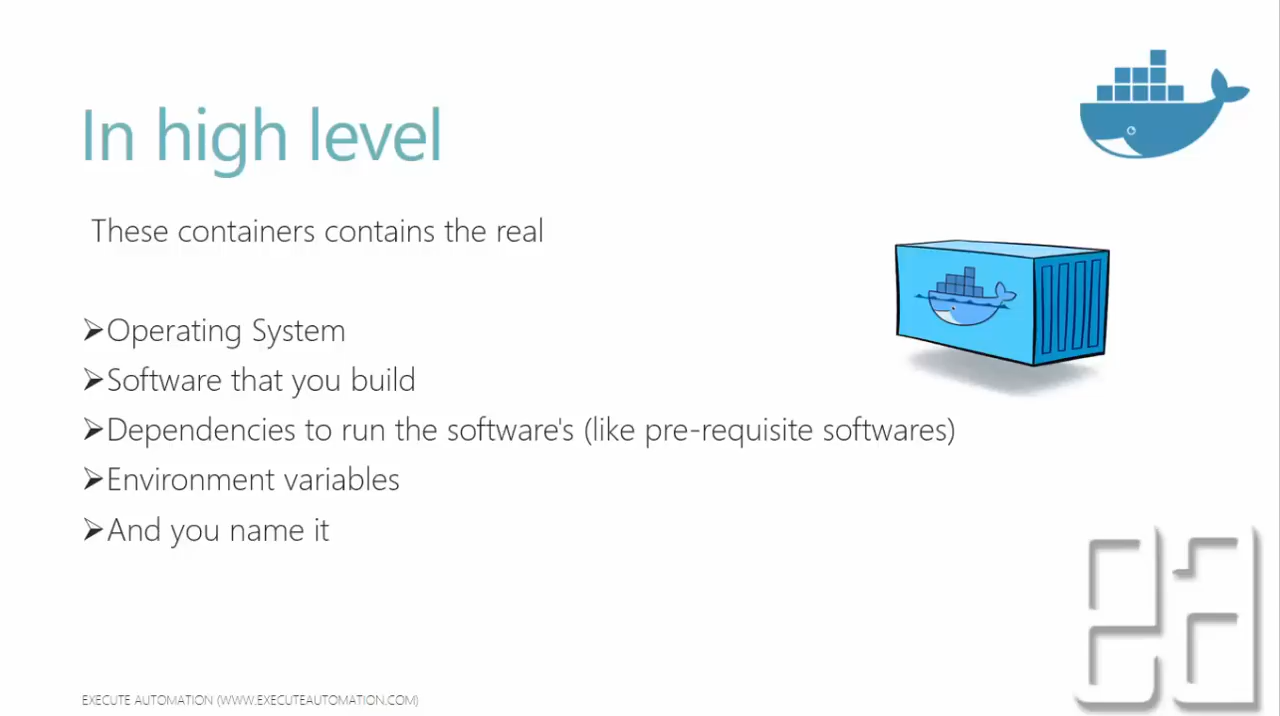 In high level
These containers contains the real
➢Operating System
➢Software that you build
➢Dependencies to run the software's (like pre-requisite softwares)
➢Environment variables
➢And you name it
ea
EXECUTE AUTOMATION (WWW.EXECUTEAUTOMATION.COM)